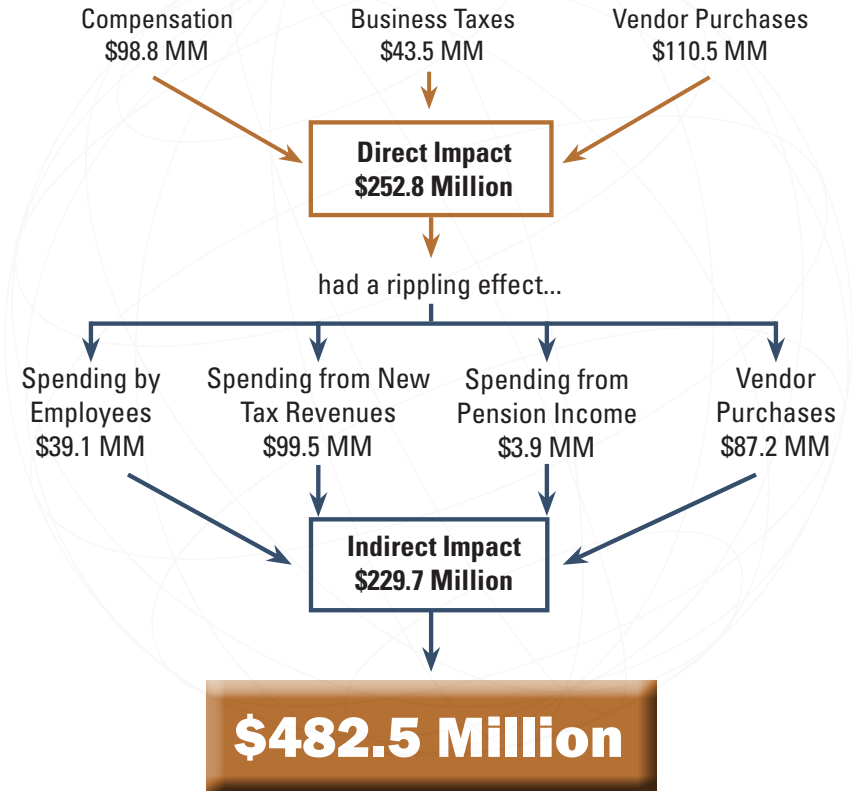 Compensation
$98.8 MM
Business Taxes
$43.5 MM
Vendor Purchases
$110.5 MM
Direct Impact
$252.8 Million
had a rippling effect...
Spending by
Employees
$39.1 MM
Spending from New
Tax Revenues
$99.5 MM
Spending from
Pension Income
$3.9 MM
Vendor
Purchases
$87.2 MM
Indirect Impact
$229.7 Million
$482.5 Million